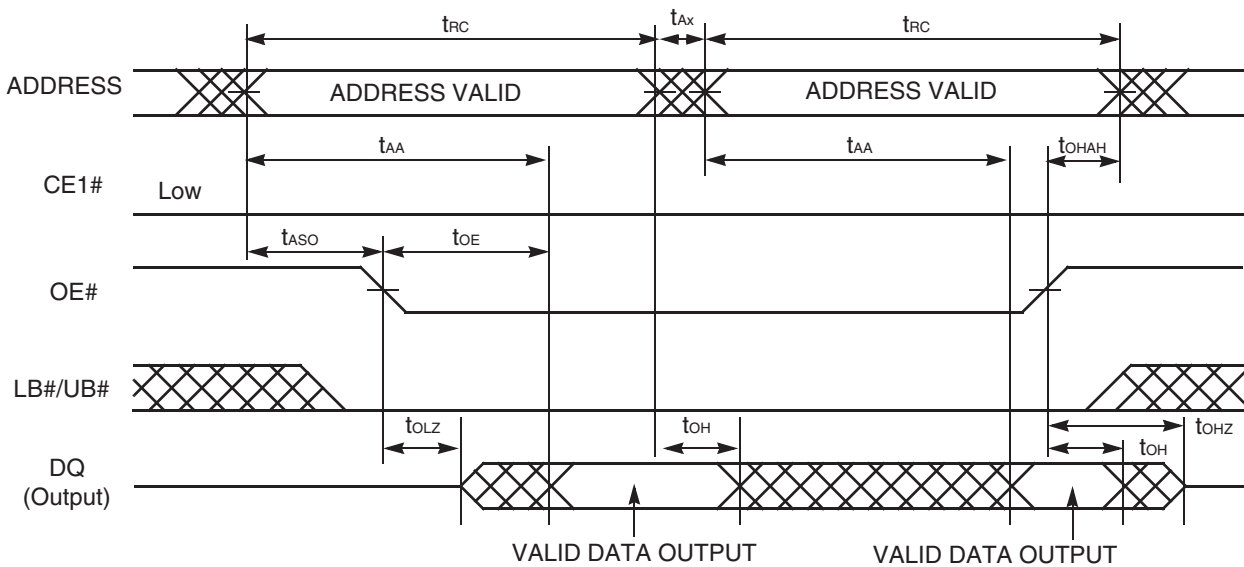 tRC tAx tRC
ADDRESS ADDRESS VALID ADDRESS VALID
tAA tAA tOHAH
CE1# Low
tASO tOE
OE#
LB#/UB#
tOLZ tOH tOHZ
tOH
DQ
(Output)
VALID DATA OUTPUT VALID DATA OUTPUT